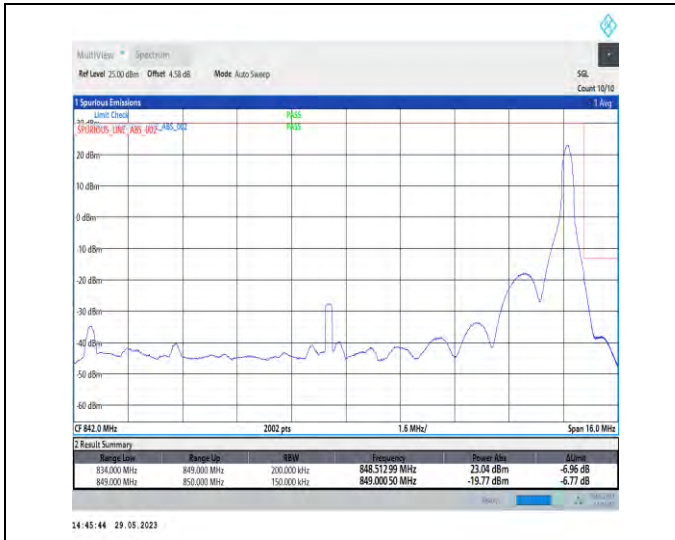 MultiView Spectrum
Ref Level 25.00 dBm Offset 4.58 dB Mode Auto Sweep SGL
Count 10/10
1 Spurious Emissions 1 Avg
Limit Check PASS
SPURIOUS_LINE_ABS_002 PASS
20 dBm
10 dBm
0 dBm
-10 dBm
-20 dBm
-30 dBm
-40 dBm
-50 dBm
-60 dBm
CF 842.0 MHz 2002 pts 1.6 MHz/ Span 16.0 MHz
2 Result Summary
Range Low Range Up RBW Frequency Power Abs ΔLimit
834.000 MHz 849.000 MHz 200.000 kHz 848.51299 MHz 23.04 dBm -6.96 dB
849.000 MHz 850.000 MHz 150.000 kHz 849.00050 MHz -19.77 dBm -6.77 dB
14:45:44 29.05.2023